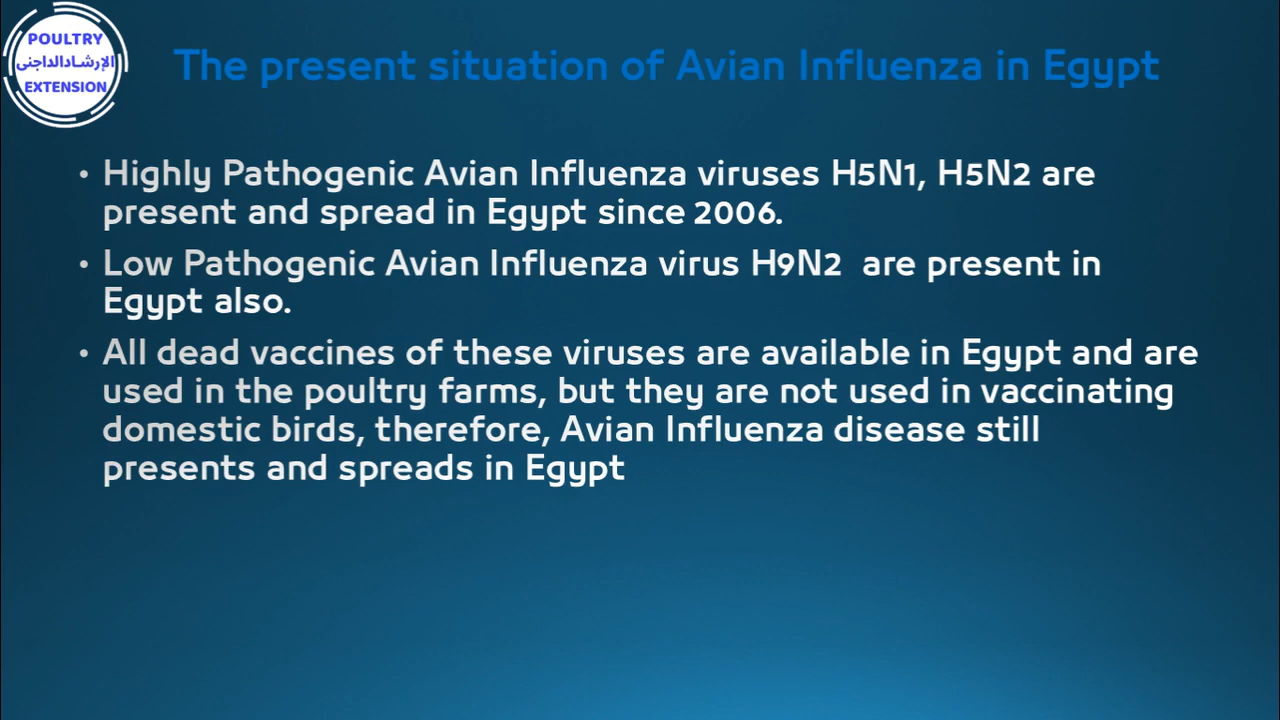 POULTRY
الإرشادالداجنى
EXTENSION
The present situation of Avian Influenza in Egypt
• Highly Pathogenic Avian Influenza viruses H5N1, H5N2 are
present and spread in Egypt since 2006.
• Low Pathogenic Avian Influenza virus H9N2  are present in
Egypt also.
• All dead vaccines of these viruses are available in Egypt and are
used in the poultry farms, but they are not used in vaccinating
domestic birds, therefore, Avian Influenza disease still
presents and spreads in Egypt